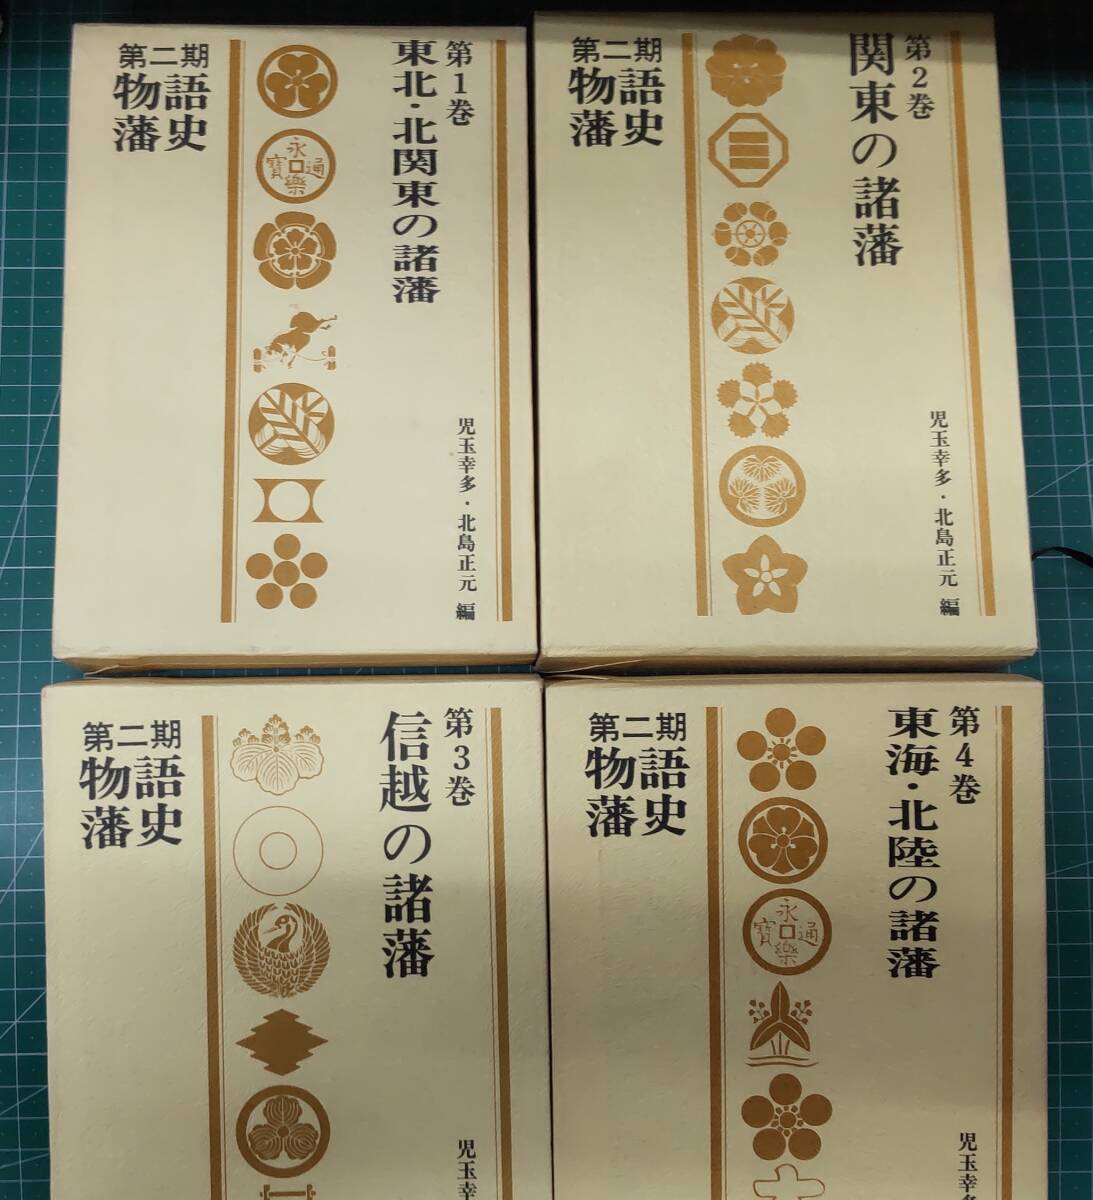 第1巻
東北・北関東の諸藩
児玉幸多・北島正元 編
永樂通寶
第二期
物語
藩史
第2巻
関東の諸藩
児玉幸多・北島正元 編
第二期
物語
藩史
第3巻
信越の諸藩
児玉幸
第二期
物語
藩史
第4巻
東海・北陸の諸藩
児玉幸多
永樂通寶
第二期
物語
藩史